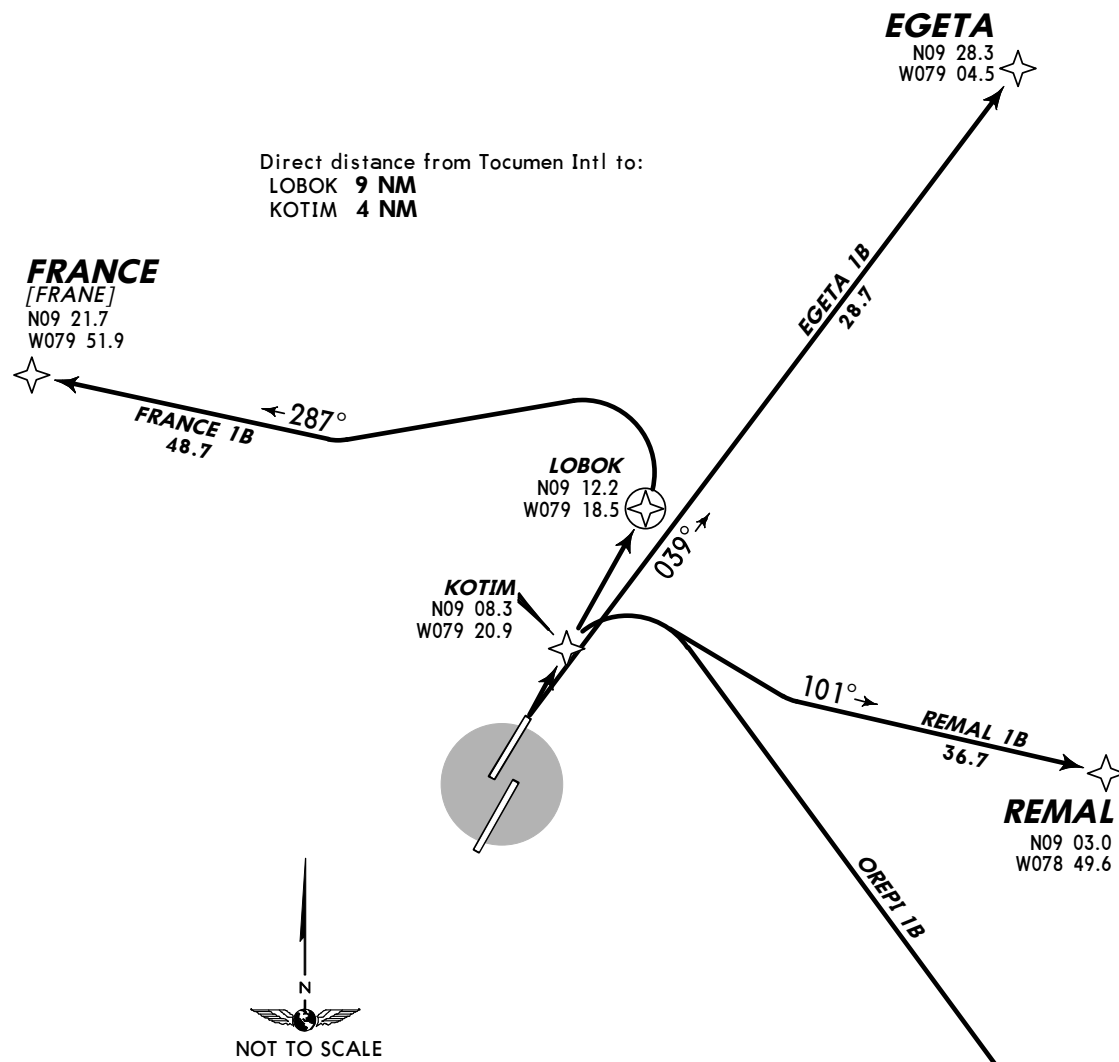 EGETA
N09 28.3
W079 04.5
Direct distance from Tocumen Intl to:
LOBOK 9 NM
KOTIM 4 NM
EGETA 1B
28.7
FRANCE
[FRANE]
N09 21.7
W079 51.9
287°
FRANCE 1B
48.7
LOBOK
N09 12.2
W079 18.5
039°
KOTIM
N09 08.3
W079 20.9
101°
REMAL 1B
36.7
REMAL
N09 03.0
W078 49.6
OREPI 1B
N
NOT TO SCALE